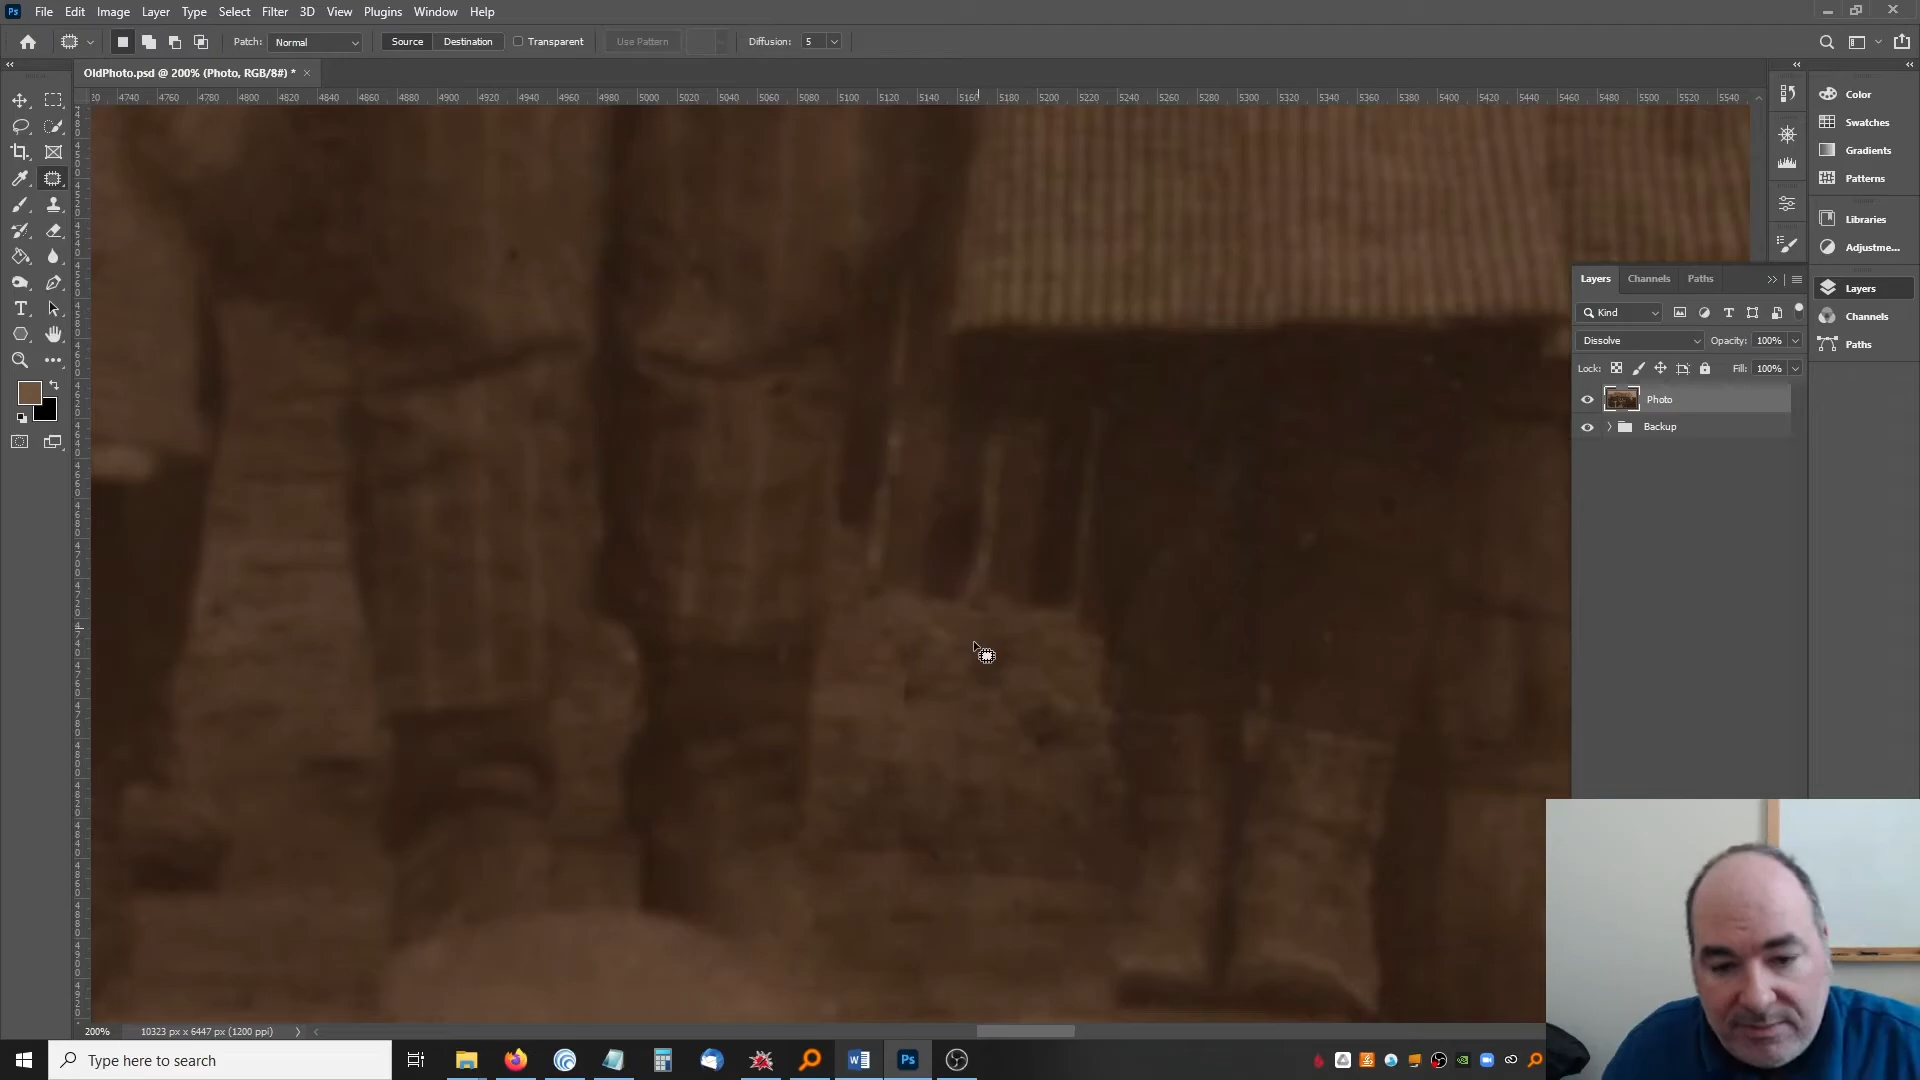 Ps File Edit Image Layer Type Select Filter 3D View Plugins Window Help
Patch: Normal Source Destination Transparent Use Pattern Diffusion: 5
OldPhoto.psd @ 200% (Photo, RGB/8#) * ×
20 4740 4760 4780 4800 4820 4840 4860 4880 4900 4920 4940 4960 4980 5000 5020 5040 5060 5080 5100 5120 5140 5160 5180 5200 5220 5240 5260 5280 5300 5320 5340 5360 5380 5400 5420 5440 5460 5480 5500 5520 5540
Color
Swatches
Gradients
Patterns
Libraries
Adjustme...
Layers
Channels
Paths
Layers Channels Paths
Kind
Dissolve Opacity: 100%
Lock: Fill: 100%
Photo
Backup
200% 10323 px x 6447 px (1200 ppi)
Type here to search